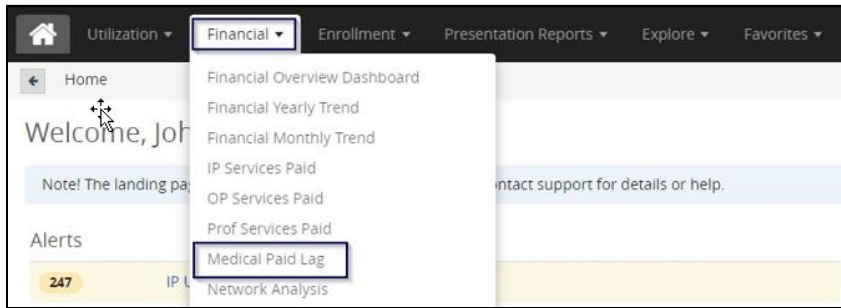 Utilization Financial Enrollment Presentation Reports Explore Favorites
Home
Financial Overview Dashboard
Financial Yearly Trend
Welcome, Joh
Financial Monthly Trend
IP Services Paid
Note! The landing pa ntact support for details or help.
OP Services Paid
Prof Services Paid
Alerts
Medical Paid Lag
247 IP U
Network Analysis